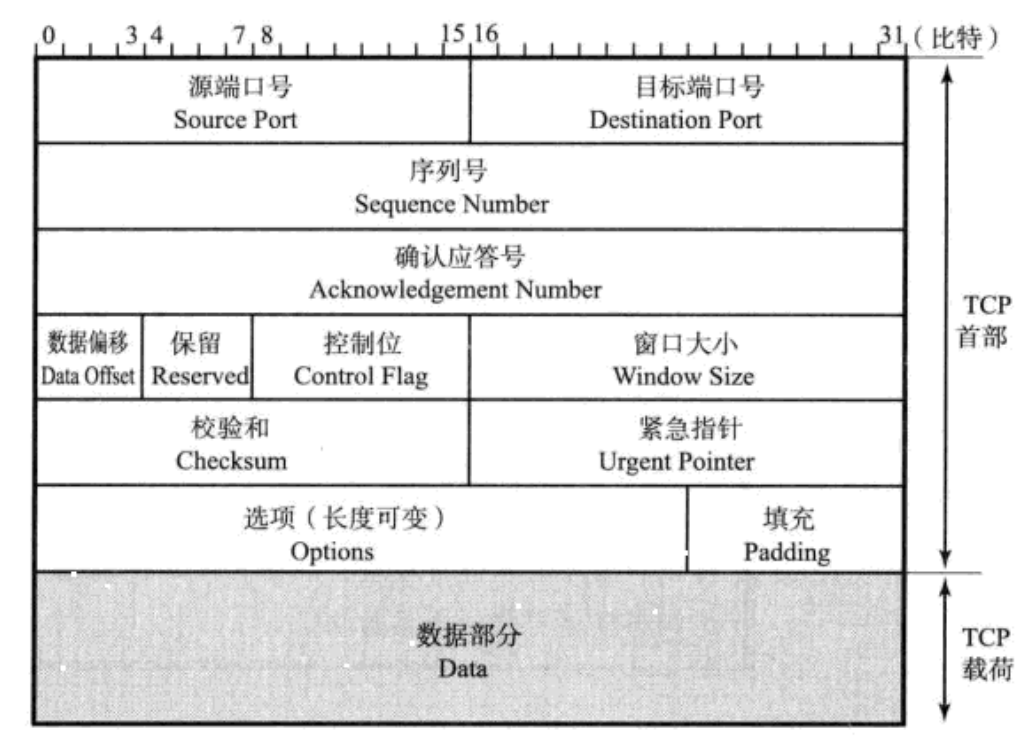 0 3 4 7 8 15 16 31 (比特)
源端口号
Source Port
目标端口号
Destination Port
序列号
Sequence Number
确认应答号
Acknowledgement Number
数据偏移
Data Offset
保留
Reserved
控制位
Control Flag
窗口大小
Window Size
校验和
Checksum
紧急指针
Urgent Pointer
选项(长度可变)
Options
填充
Padding
TCP
首部
数据部分
Data
TCP
载荷